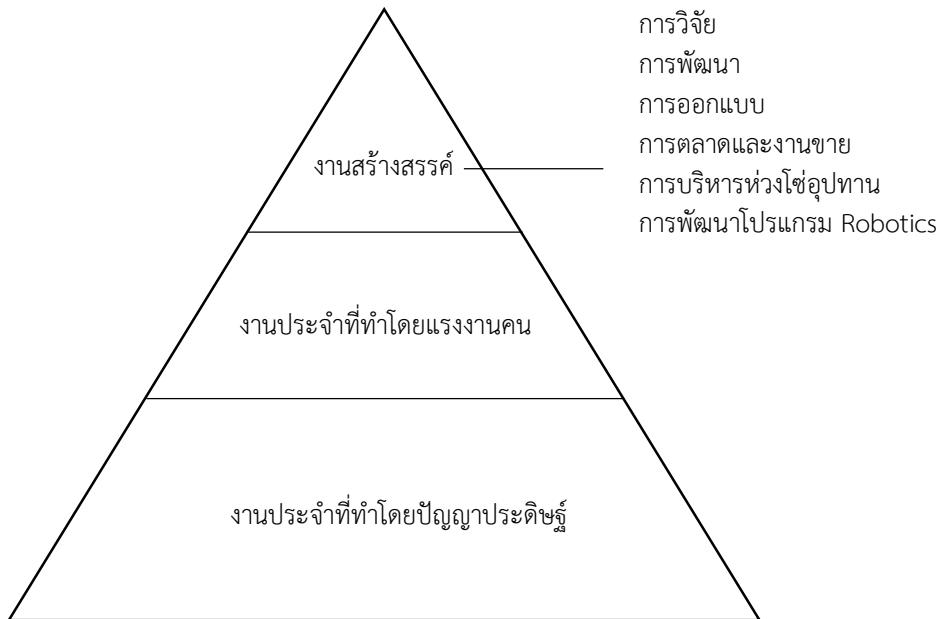 การวิจัย
การพัฒนา
การออกแบบ
การตลาดและงานขาย
การบริหารห่วงโซ่อุปทาน
การพัฒนาโปรแกรม Robotics
งานสร้างสรรค์
งานประจำที่ทำโดยแรงงานคน
งานประจำที่ทำโดยปัญญาประดิษฐ์